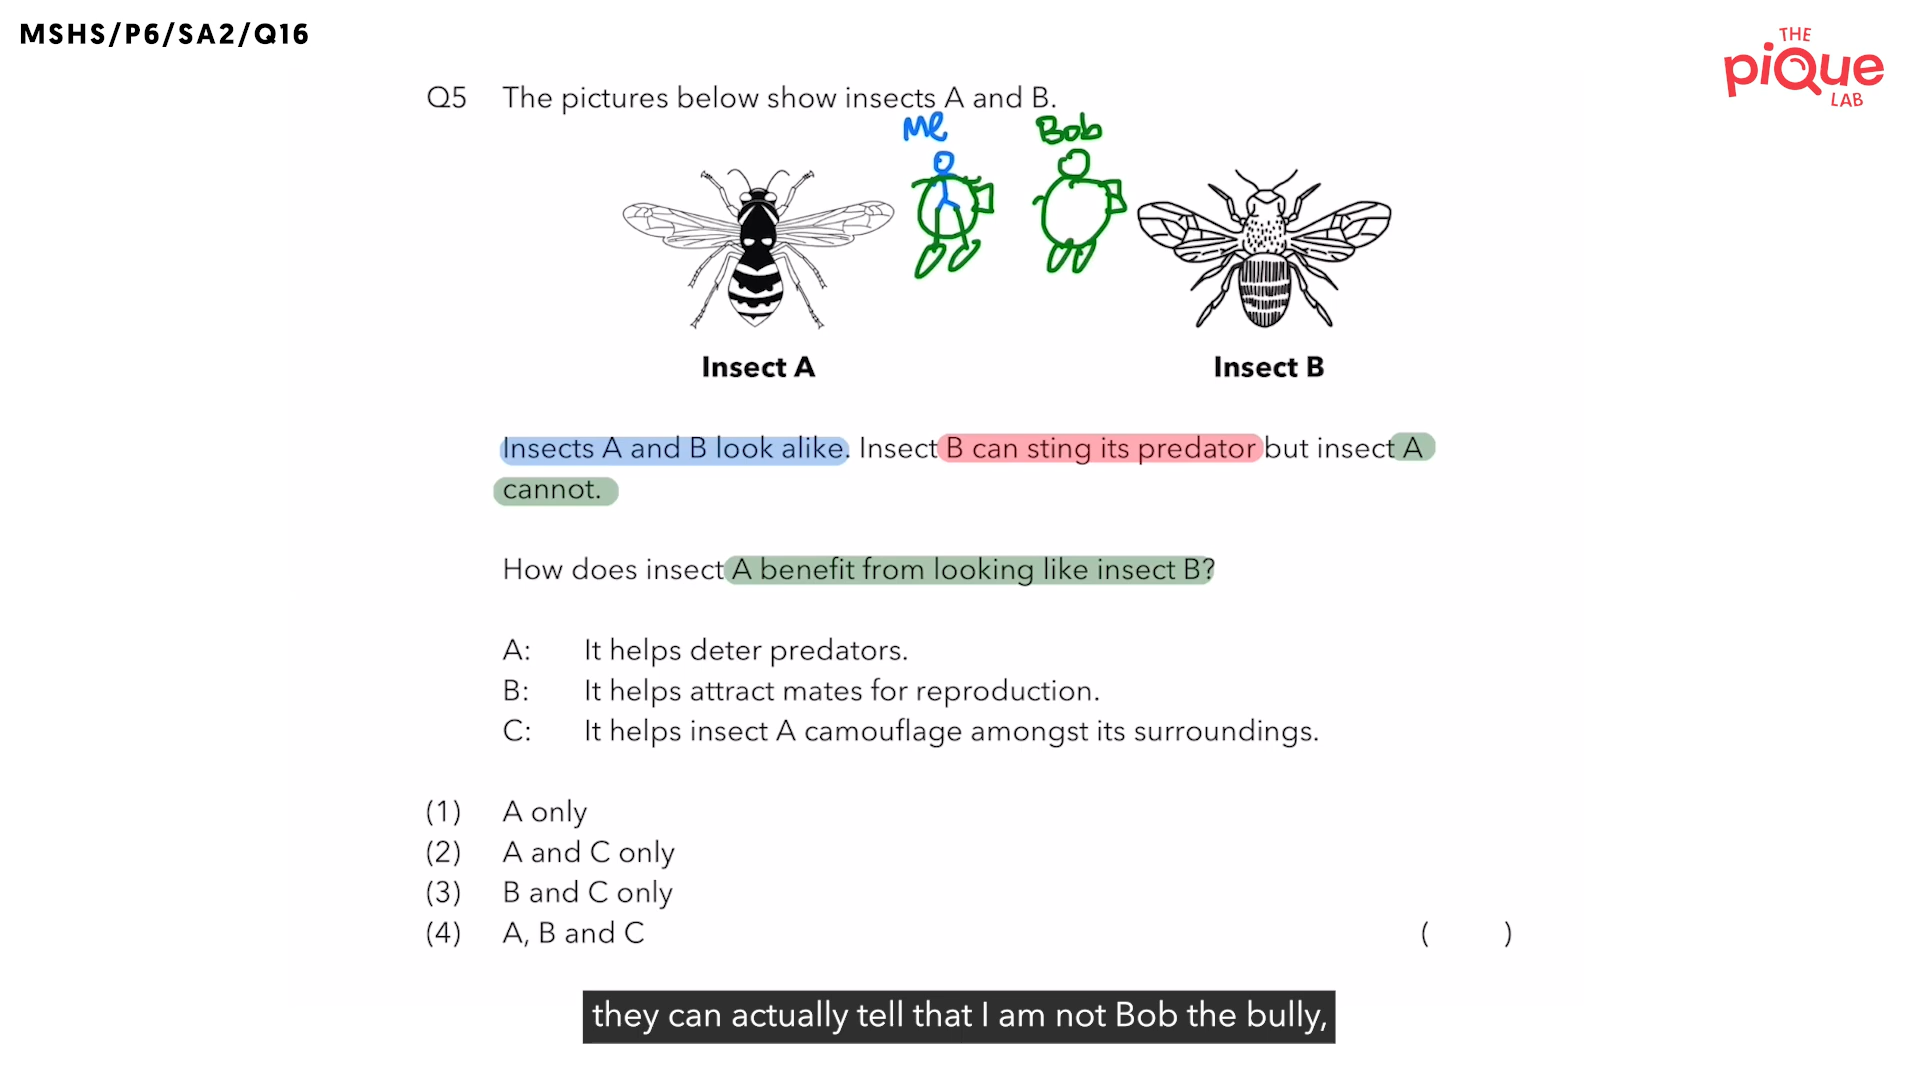 MSHS/P6/SA2/Q16
THE
piQue
LAB
Q5 The pictures below show insects A and B.
Me
Bob
Insect A
Insect B
Insects A and B look alike. Insect B can sting its predator but insect A
cannot.
How does insect A benefit from looking like insect B?
A: It helps deter predators.
B: It helps attract mates for reproduction.
C: It helps insect A camouflage amongst its surroundings.
(1) A only
(2) A and C only
(3) B and C only
(4) A, B and C ( )
they can actually tell that I am not Bob the bully,